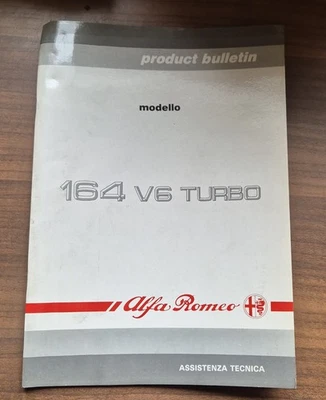 product bulletin
modello
164 V6 TURBO
Alfa Romeo
ASSISTENZA TECNICA